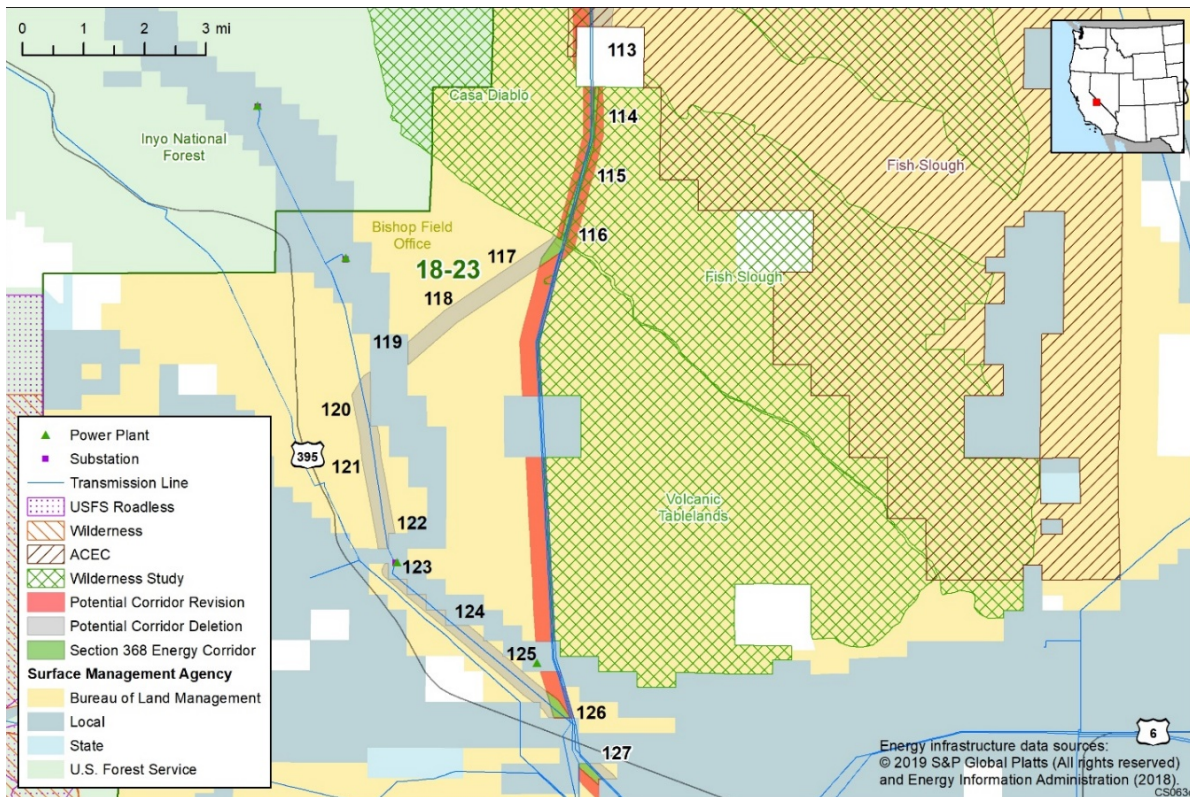 0 1 2 3 mi
113
Casa Diablo
114
Inyo National
Forest
115
Fish Slough
116
Bishop Field
Office
117
18-23
Fish Slough
118
119
120
395
121
Volcanic
Tablelands
122
123
124
125
126
127
6
Power Plant
Substation
Transmission Line
USFS Roadless
Wilderness
ACEC
Wilderness Study
Potential Corridor Revision
Potential Corridor Deletion
Section 368 Energy Corridor
Surface Management Agency
Bureau of Land Management
Local
State
U.S. Forest Service
Energy infrastructure data sources:
© 2019 S&P Global Platts (All rights reserved)
and Energy Information Administration (2018).